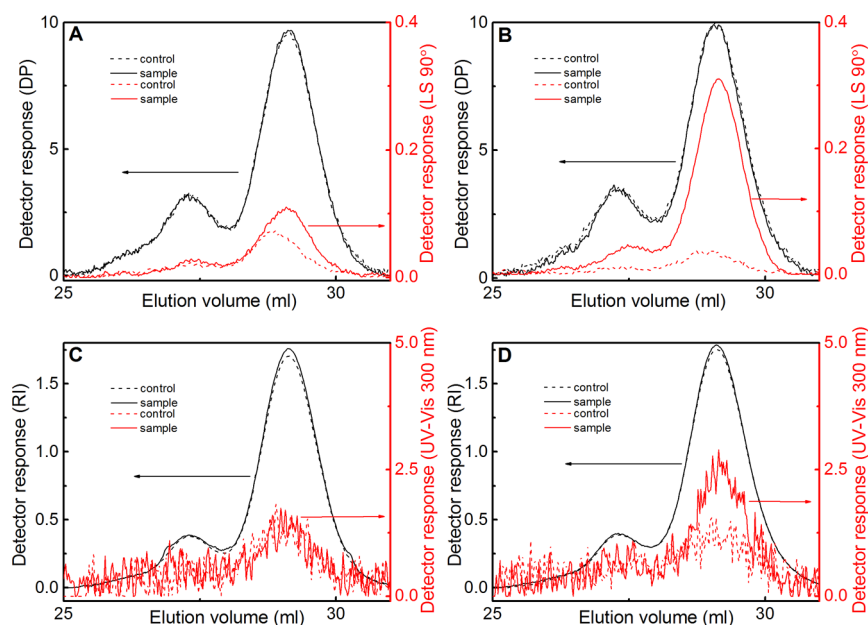 A
control
sample
control
sample
Detector response (DP)
10
5
0
Detector response (LS 90°)
0.4
0.2
0.0
25
30
Elution volume (ml)
B
control
sample
control
sample
Detector response (DP)
10
5
0
Detector response (LS 90°)
0.4
0.2
0.0
25
30
Elution volume (ml)
C
control
sample
control
sample
Detector response (RI)
1.5
1.0
0.5
0.0
Detector response (UV-Vis 300 nm)
5.0
2.5
0.0
25
30
Elution volume (ml)
D
control
sample
control
sample
Detector response (RI)
1.5
1.0
0.5
0.0
Detector response (UV-Vis 300 nm)
5.0
2.5
0.0
25
30
Elution volume (ml)